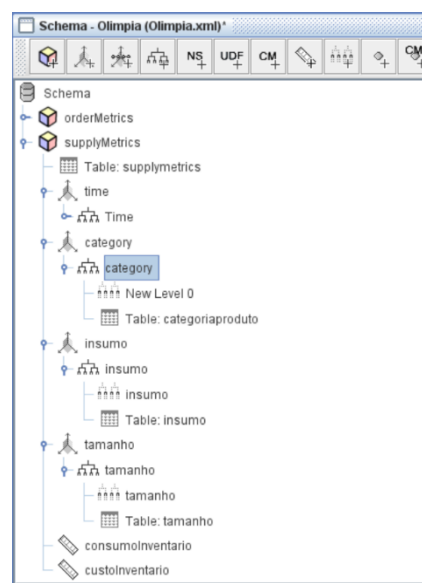 Schema - Olimpia (Olimpia.xml)*
NS UDF CM CM
Schema
orderMetrics
supplyMetrics
Table: supplymetrics
time
Time
category
category
New Level 0
Table: categoriaproduto
insumo
insumo
insumo
Table: insumo
tamanho
tamanho
tamanho
Table: tamanho
consumoInventario
custoInventario